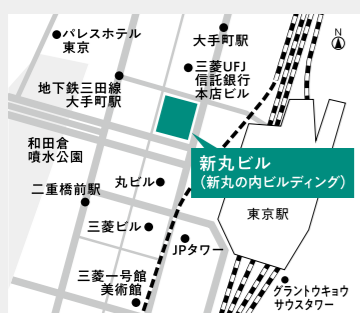 パレスホテル
東京
大手町駅
N
三菱UFJ
信託銀行
本店ビル
地下鉄三田線
大手町駅
和田倉
噴水公園
新丸ビル
（新丸の内ビルディング）
丸ビル
二重橋前駅
東京駅
三菱ビル
JPタワー
三菱一号館
美術館
グラントウキョウ
サウスタワー